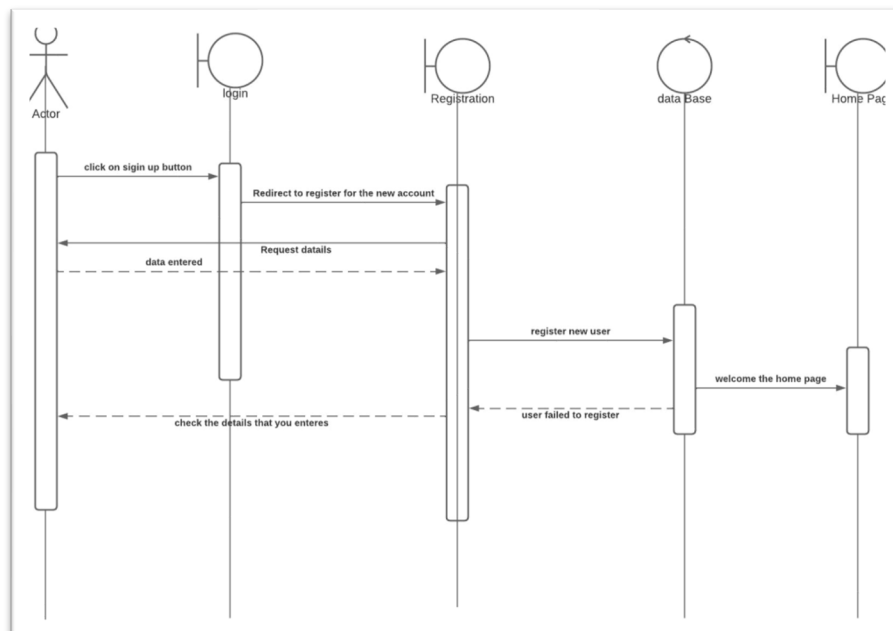 Actor
login
Registration
data Base
Home Pag
click on sigin up button
Redirect to register for the new account
Request datails
data entered
register new user
welcome the home page
user failed to register
check the details that you enteres